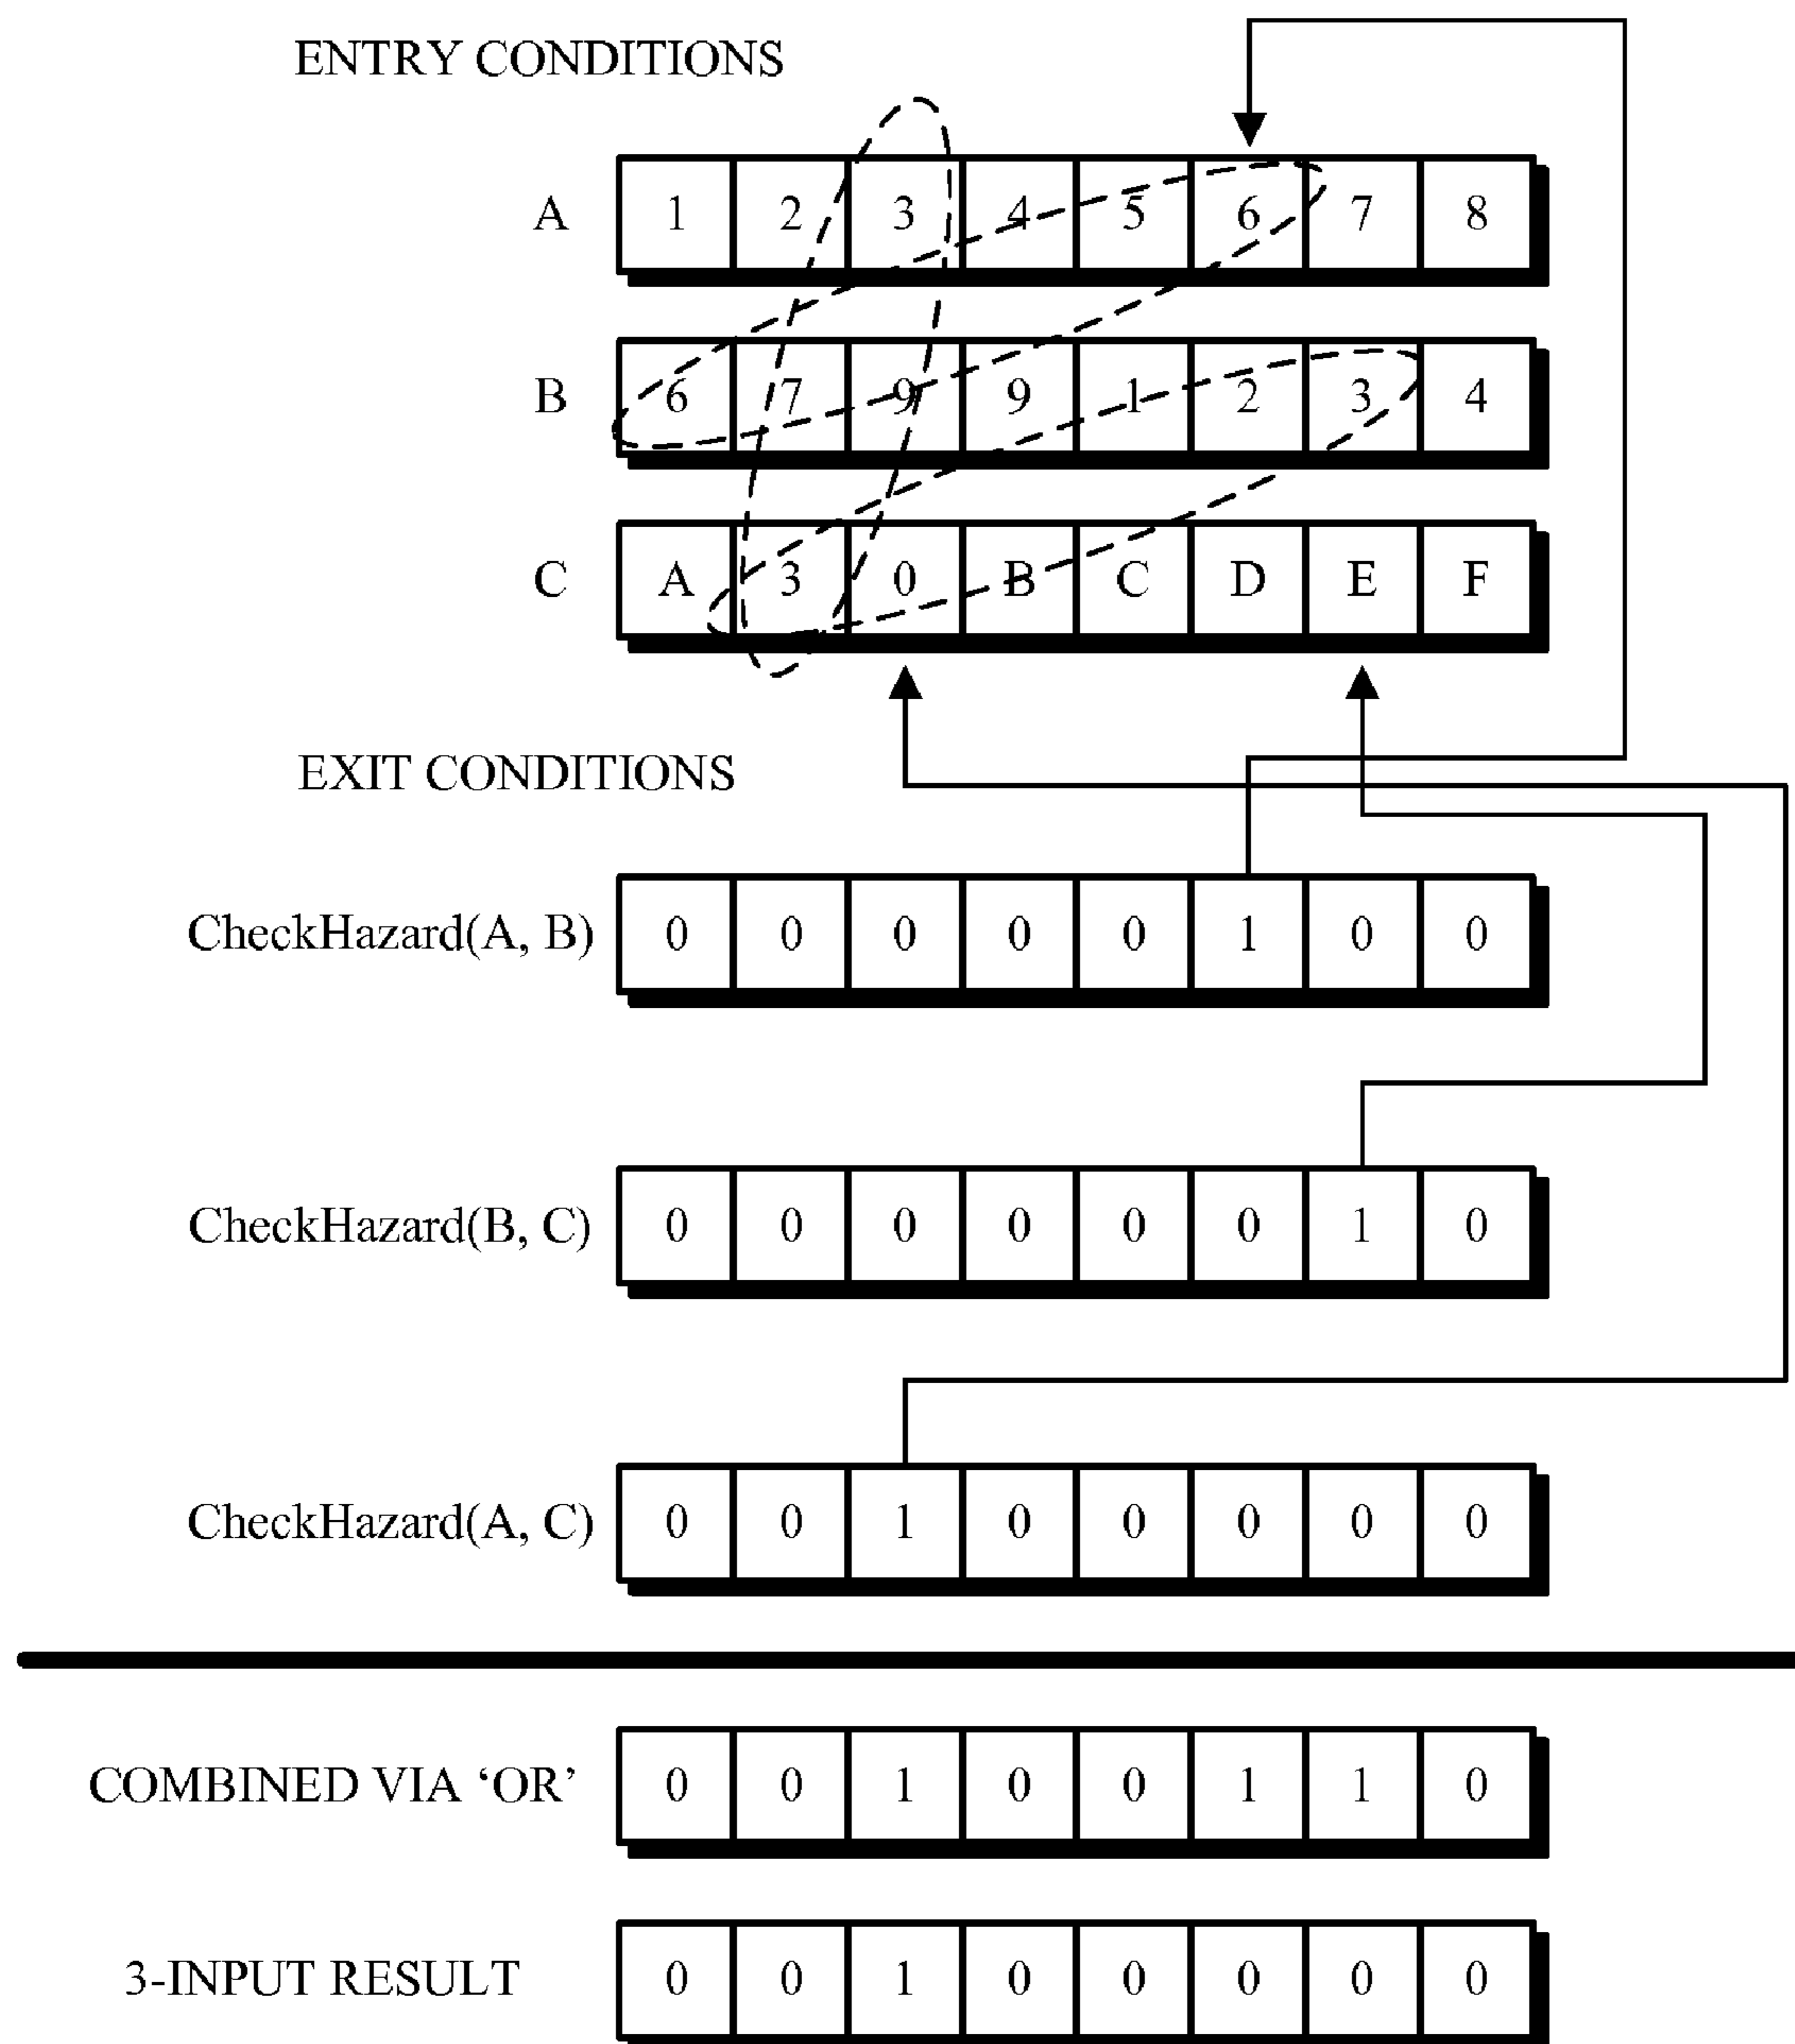 ENTRY CONDITIONS
A 1 2 3 4 5 6 7 8
B 6 7 9 9 1 2 3 4
C A 3 0 B C D E F
EXIT CONDITIONS
CheckHazard(A, B) 0 0 0 0 0 1 0 0
CheckHazard(B, C) 0 0 0 0 0 0 1 0
CheckHazard(A, C) 0 0 1 0 0 0 0 0
COMBINED VIA ‘OR’ 0 0 1 0 0 1 1 0
3-INPUT RESULT 0 0 1 0 0 0 0 0